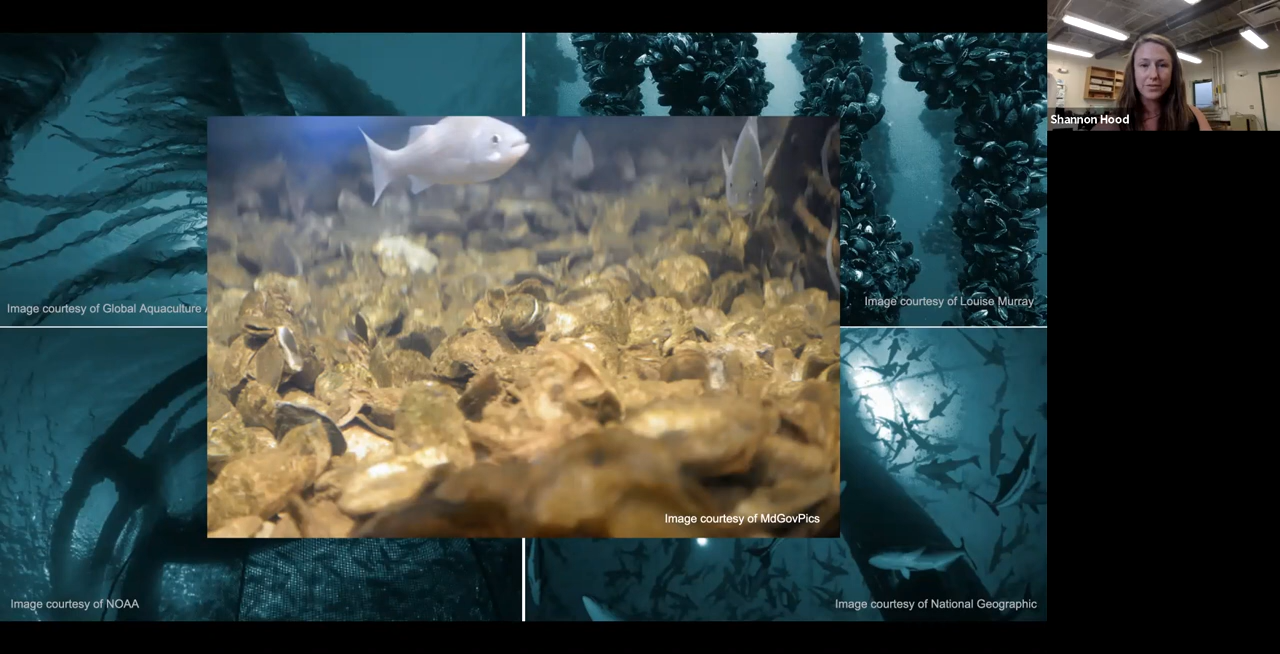 Shannon Hood
Image courtesy of Global Aquaculture A
Image courtesy of Louise Murray
Image courtesy of MdGovPics
Image courtesy of NOAA
Image courtesy of National Geographic